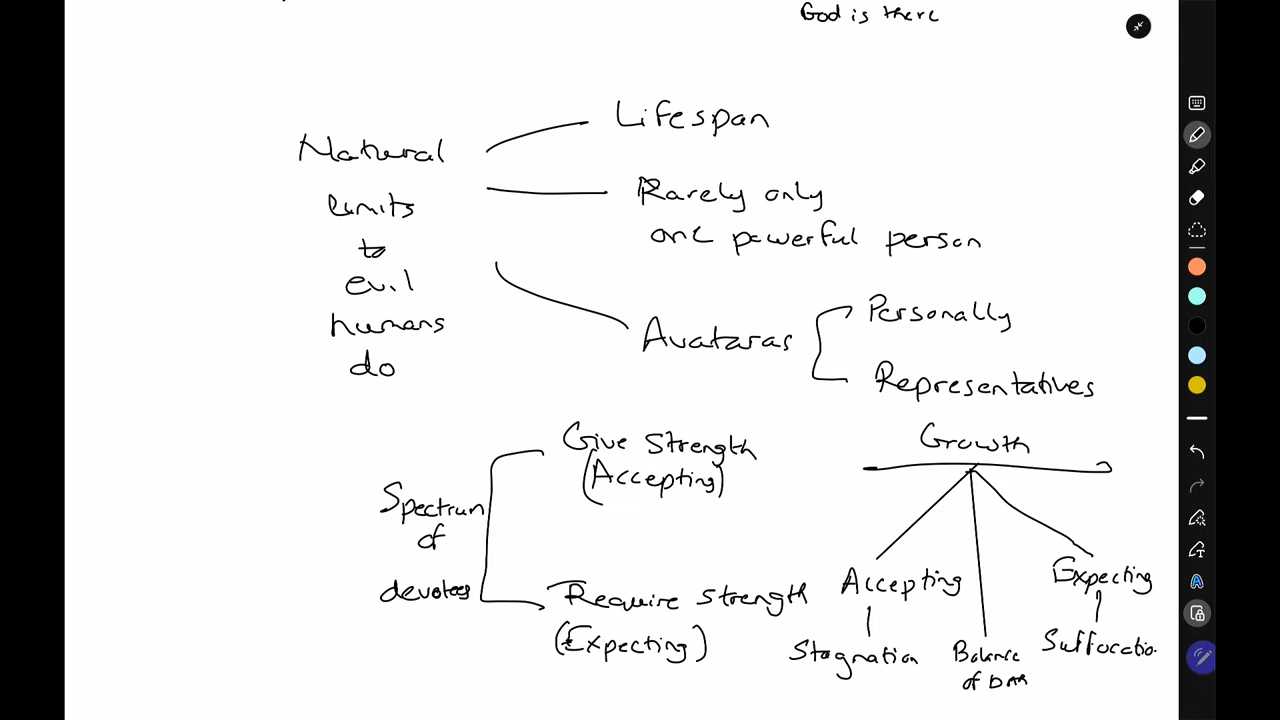 God is there
Natural
limits
to
evil
humans
do
Lifespan
Rarely only
one powerful person
Avataras
Personally
Representatives
Spectrum
of
devotees
Give Strength
(Accepting)
Require strength
(Expecting)
Growth
Accepting
Stagnation
Balance
of
Expecting
Suffocatio